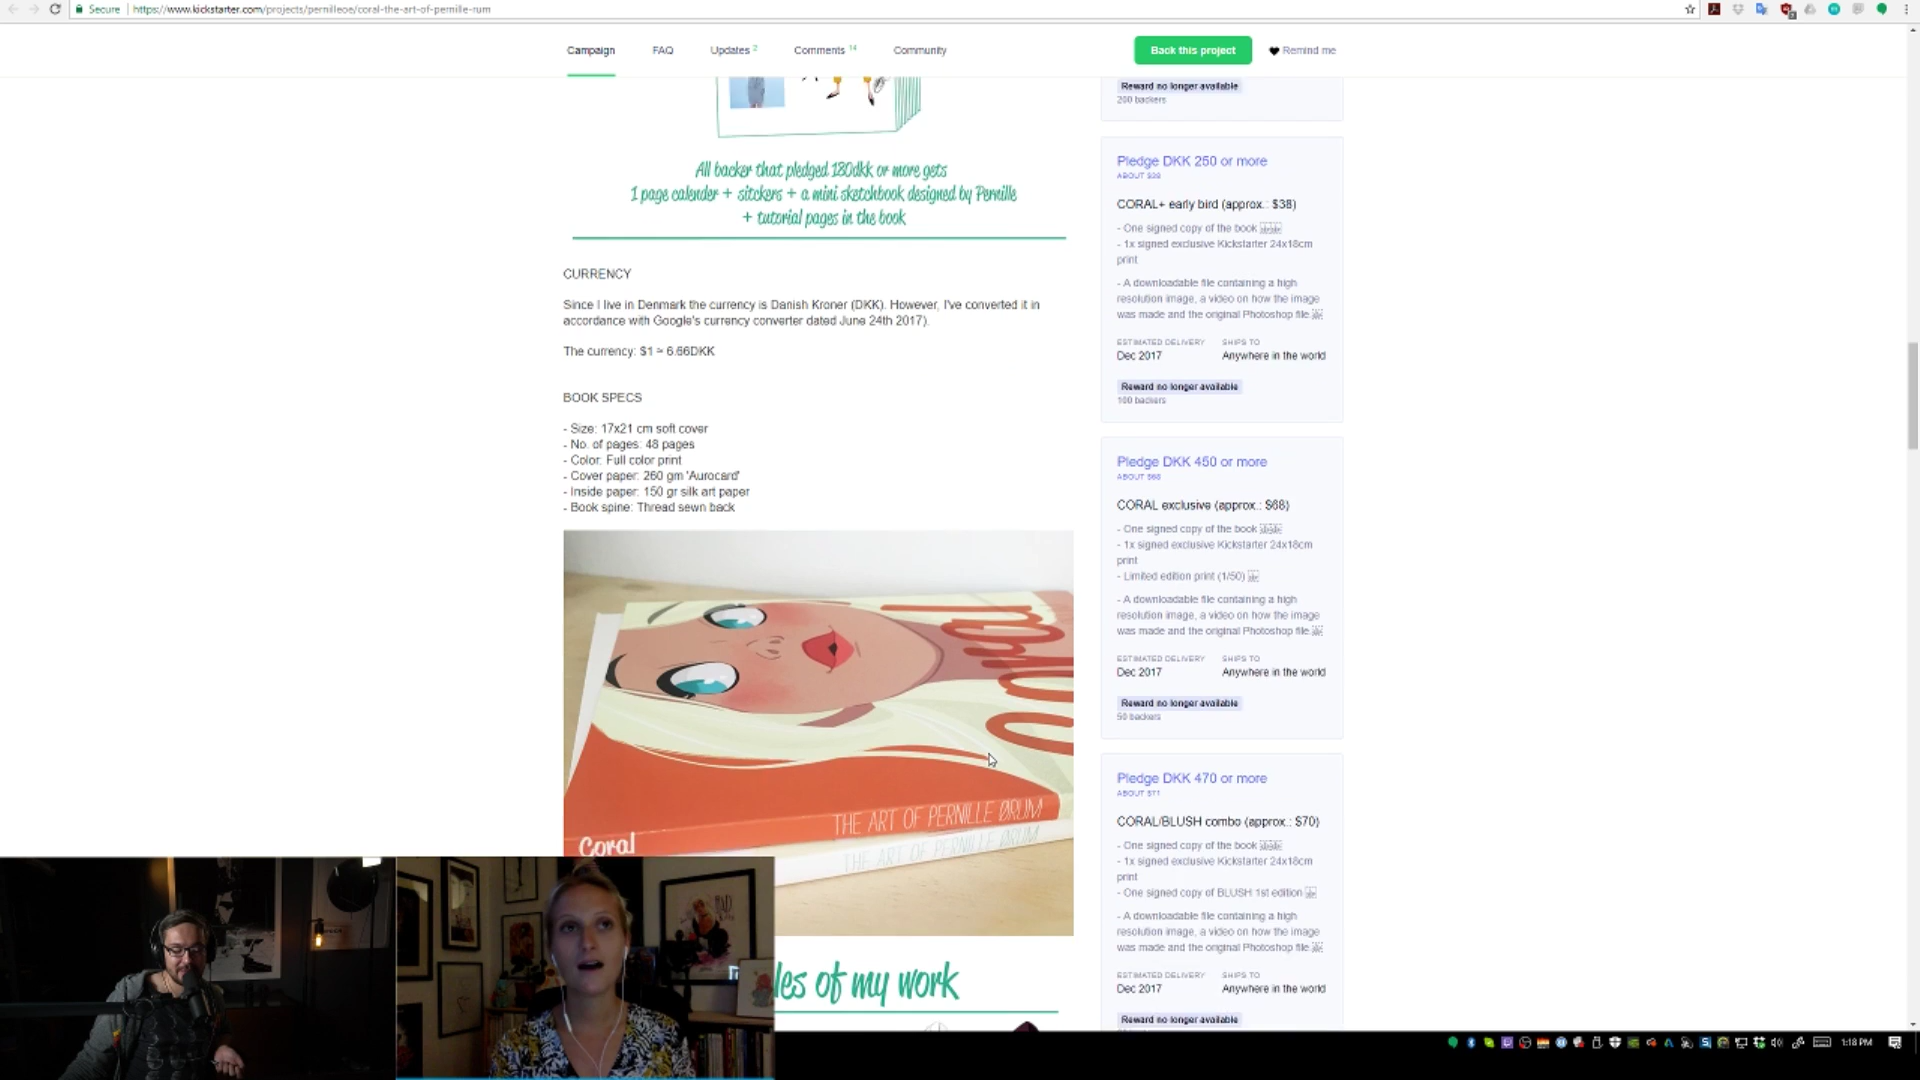 Secure
https://www.kickstarter.com/projects/pernilleoe/coral-the-art-of-pernille-rum
Campaign
FAQ
Updates 2
Comments 14
Community
Back this project
Remind me
All backer that pledged 180dkk or more gets
1 page calender + sitckers + a mini sketchbook designed by Pernille
+ tutorial pages in the book
CURRENCY
Since I live in Denmark the currency is Danish Kroner (DKK). However, I've converted it in
accordance with Google's currency converter dated June 24th 2017).
The currency: $1 = 6.66DKK
BOOK SPECS
- Size: 17x21 cm soft cover
- No. of pages: 48 pages
- Color: Full color print
- Cover paper: 260 gm 'Aurocard'
- Inside paper: 150 gr silk art paper
- Book spine: Thread sewn back
THE ART OF PERNILLE ØRUM
Coral
THE ART OF PERNILLE ØRUM
les of my work
Reward no longer available
200 backers
Pledge DKK 250 or more
ABOUT $38
CORAL+ early bird (approx.: $38)
- One signed copy of the book
- 1x signed exclusive Kickstarter 24x18cm
print
- A downloadable file containing a high
resolution image, a video on how the image
was made and the original Photoshop file
ESTIMATED DELIVERY
SHIPS TO
Dec 2017
Anywhere in the world
Reward no longer available
100 backers
Pledge DKK 450 or more
ABOUT $68
CORAL exclusive (approx.: $68)
- One signed copy of the book
- 1x signed exclusive Kickstarter 24x18cm
print
- Limited edition print (1/50)
- A downloadable file containing a high
resolution image, a video on how the image
was made and the original Photoshop file
ESTIMATED DELIVERY
SHIPS TO
Dec 2017
Anywhere in the world
Reward no longer available
50 backers
Pledge DKK 470 or more
ABOUT $71
CORAL/BLUSH combo (approx.: $70)
- One signed copy of the book
- 1x signed exclusive Kickstarter 24x18cm
print
- One signed copy of BLUSH 1st edition
- A downloadable file containing a high
resolution image, a video on how the image
was made and the original Photoshop file
ESTIMATED DELIVERY
SHIPS TO
Dec 2017
Anywhere in the world
Reward no longer available
1:18 PM